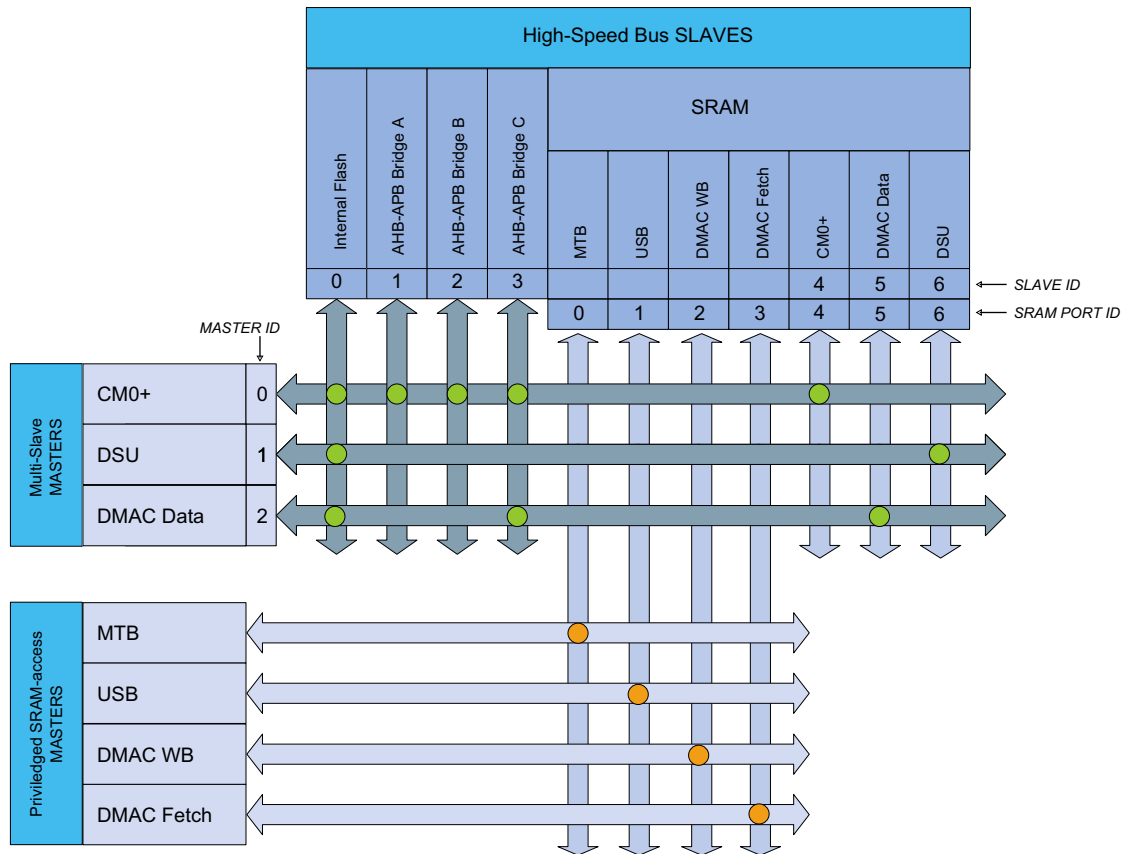 High-Speed Bus SLAVES
SRAM
Internal Flash
AHB-APB Bridge A
AHB-APB Bridge B
AHB-APB Bridge C
MTB
USB
DMAC WB
DMAC Fetch
CM0+
DMAC Data
DSU
0 1 2 3 4 5 6 SLAVE ID
0 1 2 3 4 5 6 SRAM PORT ID
MASTER ID
Multi-Slave
MASTERS
CM0+ 0
DSU 1
DMAC Data 2
Priviledged SRAM-access
MASTERS
MTB
USB
DMAC WB
DMAC Fetch